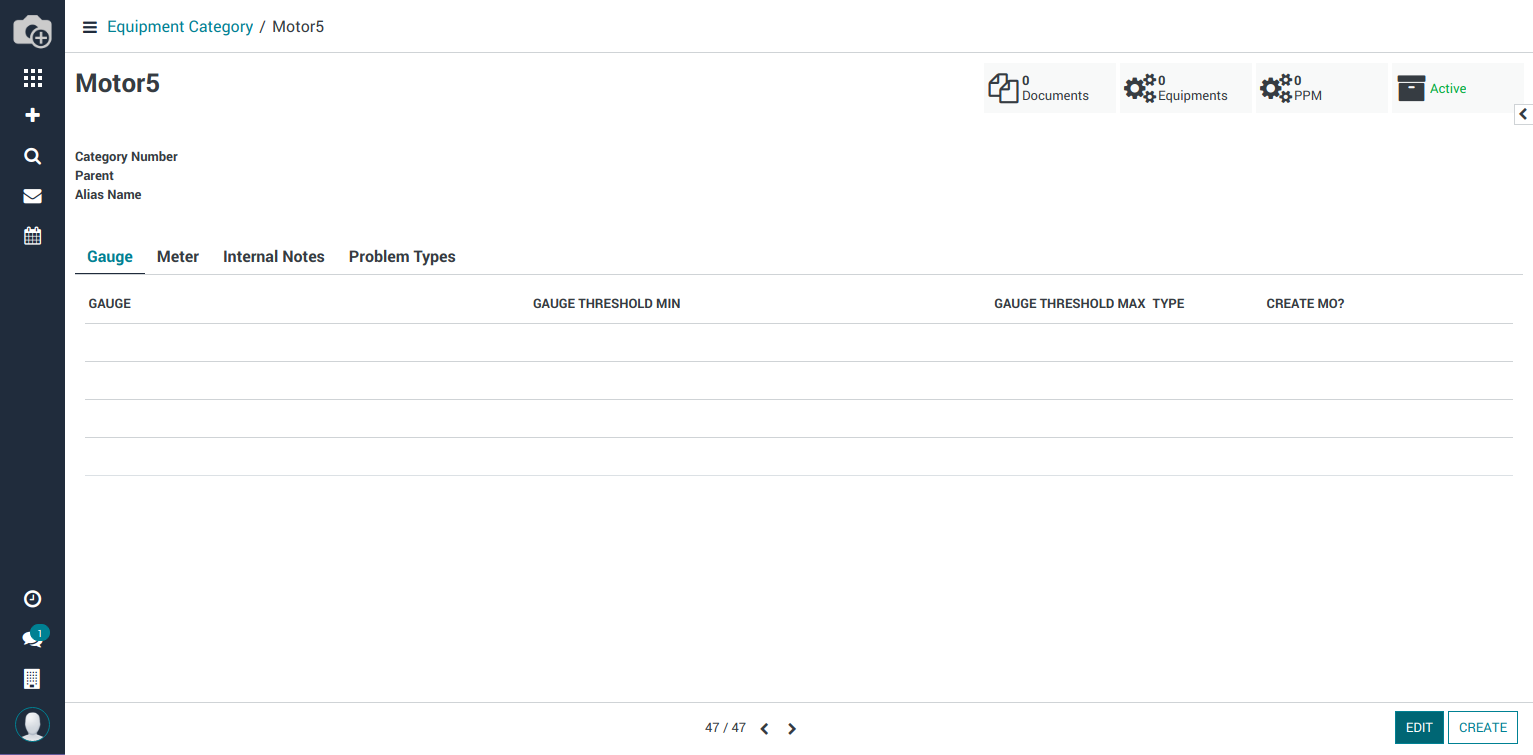 Equipment Category / Motor5
Motor5
0 Documents
0 Equipments
0 PPM
Active
Category Number
Parent
Alias Name
Gauge Meter Internal Notes Problem Types
GAUGE GAUGE THRESHOLD MIN GAUGE THRESHOLD MAX TYPE CREATE MO?
1
47 / 47
EDIT CREATE